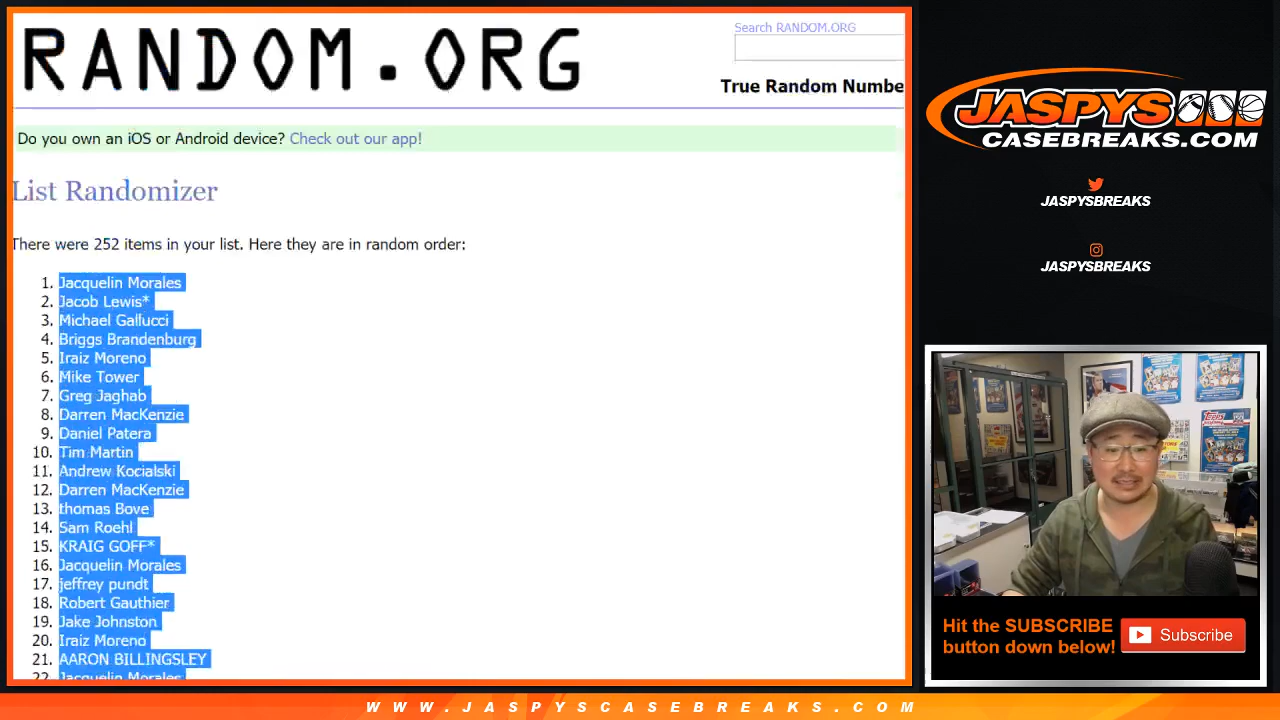 RANDOM.ORG
Search RANDOM.ORG
True Random Numbe
Do you own an iOS or Android device? Check out our app!
List Randomizer
There were 252 items in your list. Here they are in random order:
1. Jacquelin Morales
2. Jacob Lewis*
3. Michael Gallucci
4. Briggs Brandenburg
5. Iraiz Moreno
6. Mike Tower
7. Greg Jaghab
8. Darren MacKenzie
9. Daniel Patera
10. Tim Martin
11. Andrew Kocialski
12. Darren MacKenzie
13. thomas Bove
14. Sam Roehl
15. KRAIG GOFF*
16. Jacquelin Morales
17. jeffrey pundt
18. Robert Gauthier
19. Jake Johnston
20. Iraiz Moreno
21. AARON BILLINGSLEY
22. Jacquelin Morales
JASPYS
CASEBREAKS.COM
JASPYSBREAKS
JASPYSBREAKS
Hit the SUBSCRIBE
button down below!
Subscribe
WWW.JASPYSCASEBREAKS.COM